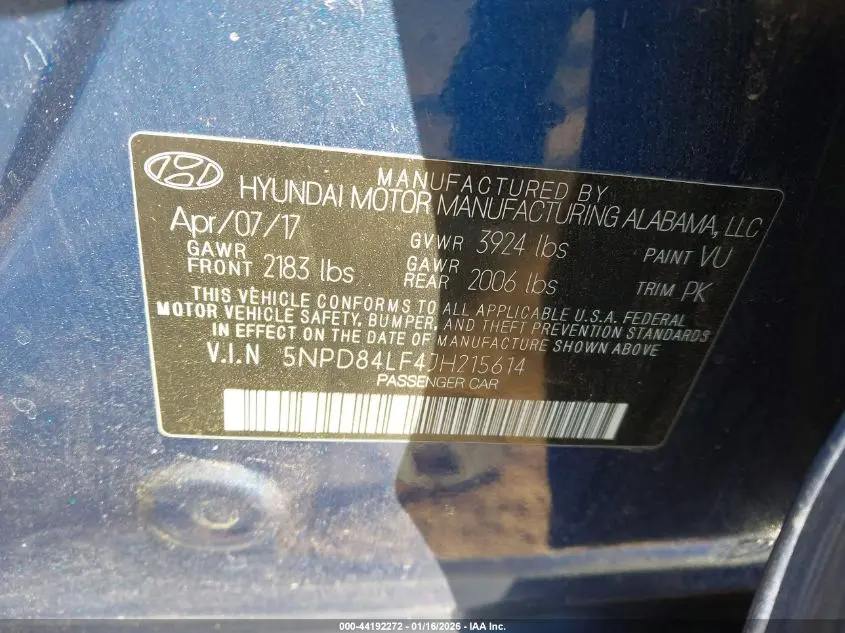 MANUFACTURED BY
HYUNDAI MOTOR MANUFACTURING ALABAMA, LLC
Apr/07/17 GVWR 3924 lbs PAINT VU
GAWR FRONT 2183 lbs GAWR REAR 2006 lbs TRIM PK
THIS VEHICLE CONFORMS TO ALL APPLICABLE U.S.A. FEDERAL
MOTOR VEHICLE SAFETY, BUMPER, AND THEFT PREVENTION STANDARDS
IN EFFECT ON THE DATE OF MANUFACTURE SHOWN ABOVE
V.I.N 5NPD84LF4JH215614
PASSENGER CAR
000-44192272 - 01/16/2026 - IAA Inc.